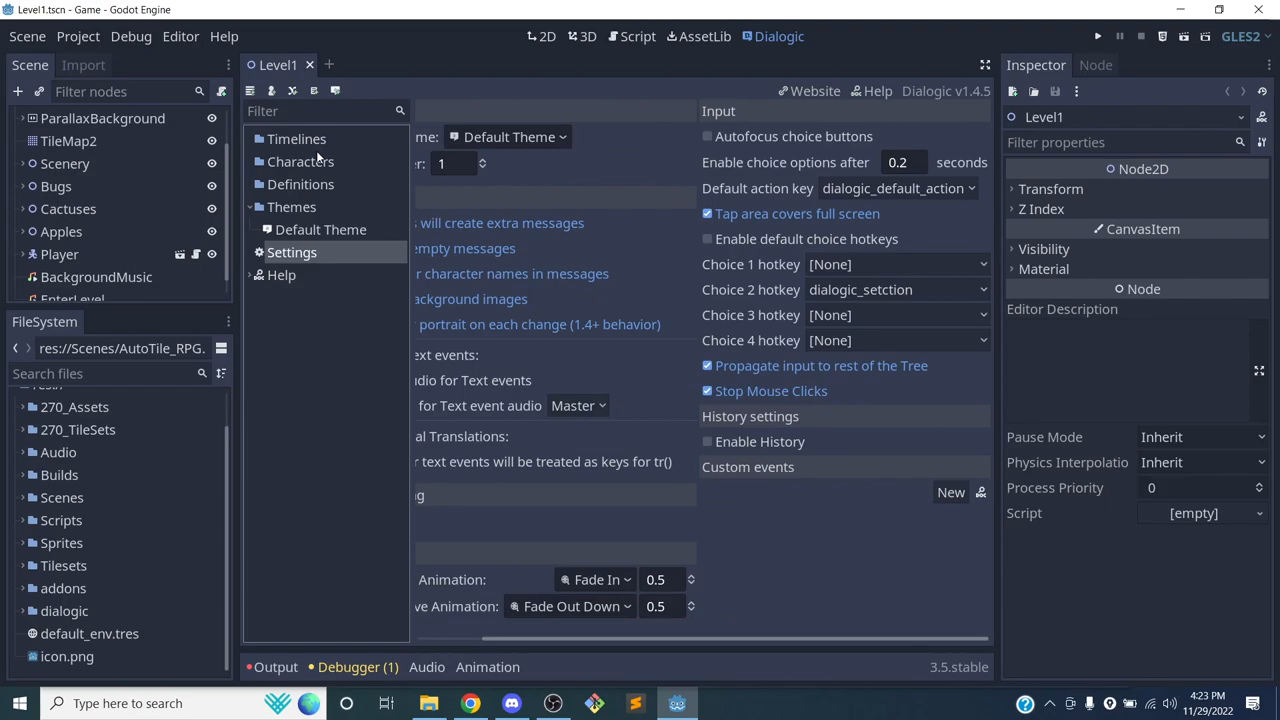 Level1.tscn - Game - Godot Engine
Scene Project Debug Editor Help
2D 3D Script AssetLib Dialogic
GLES2
Scene Import
Filter nodes
ParallaxBackground
TileMap2
Scenery
Bugs
Cactuses
Apples
Player
BackgroundMusic
EnterLevel
FileSystem
res://Scenes/AutoTile_RPG.
Search files
res://
270_Assets
270_TileSets
Audio
Builds
Scenes
Scripts
Sprites
Tilesets
addons
dialogic
default_env.tres
icon.png
Level1
Website Help Dialogic v1.4.5
Filter
Timelines
Characters
Definitions
Themes
Default Theme
Settings
Help
me: Default Theme
er: 1
s will create extra messages
empty messages
r character names in messages
ackground images
portrait on each change (1.4+ behavior)
ext events:
dio for Text events
for Text event audio Master
al Translations:
r text events will be treated as keys for tr()
g
Animation: Fade In 0.5
ve Animation: Fade Out Down 0.5
Input
Autofocus choice buttons
Enable choice options after 0.2 seconds
Default action key dialogic_default_action
Tap area covers full screen
Enable default choice hotkeys
Choice 1 hotkey [None]
Choice 2 hotkey dialogic_setction
Choice 3 hotkey [None]
Choice 4 hotkey [None]
Propagate input to rest of the Tree
Stop Mouse Clicks
History settings
Enable History
Custom events
New
Output Debugger (1) Audio Animation 3.5.stable
Inspector Node
Level1
Filter properties
Node2D
Transform
Z Index
CanvasItem
Visibility
Material
Node
Editor Description
Pause Mode Inherit
Physics Interpolatio Inherit
Process Priority 0
Script [empty]
Type here to search
4:23 PM
11/29/2022